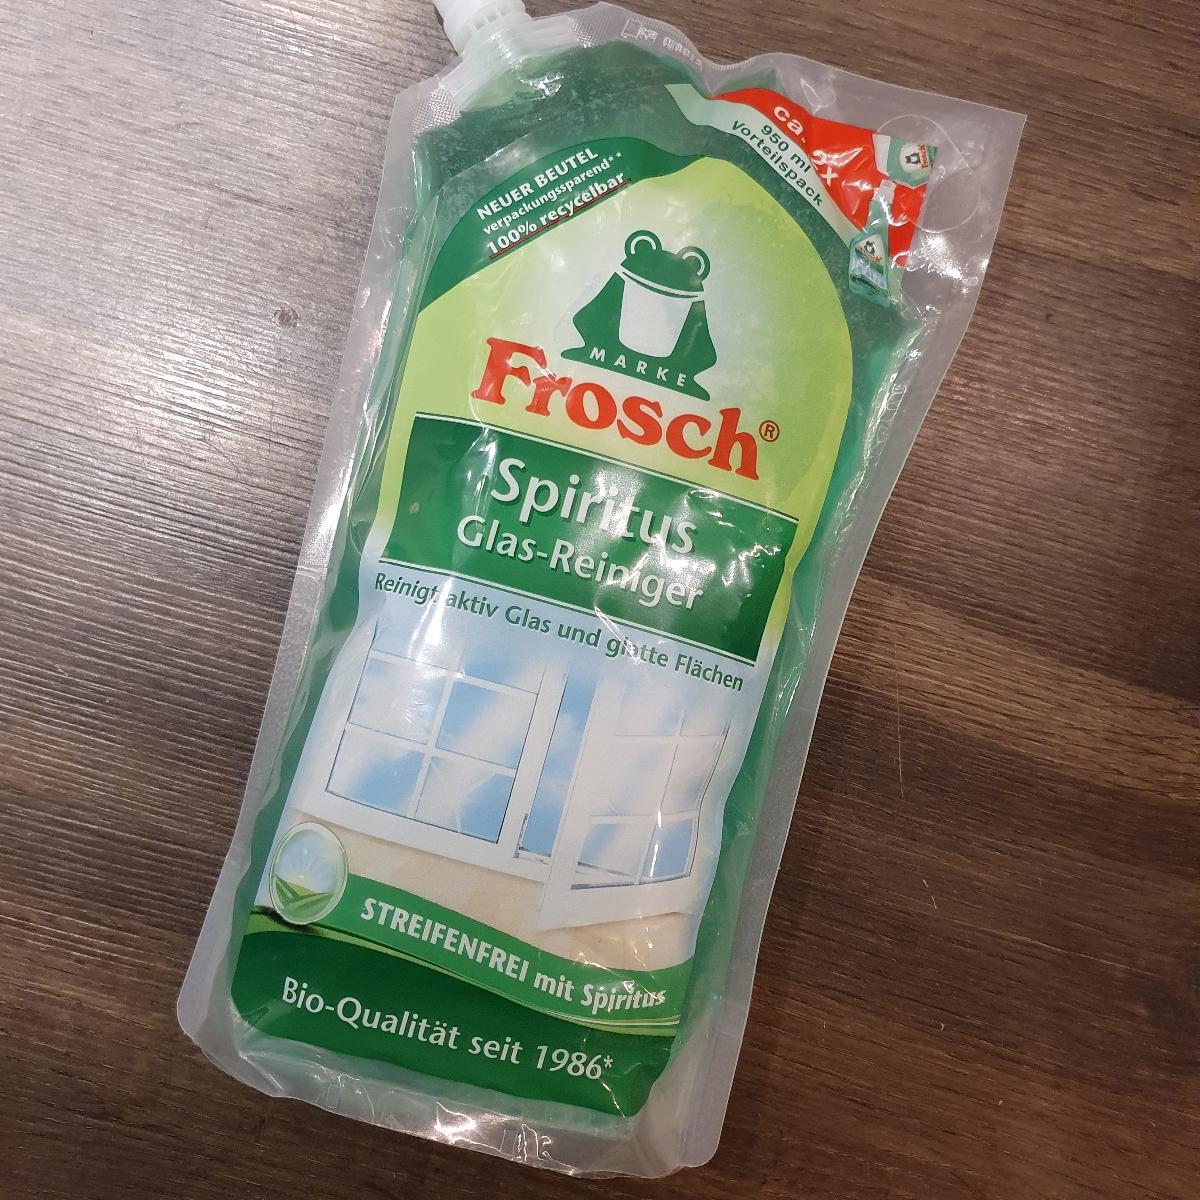 NEUER BEUTEL
verpackungssparend**
100% recycelbar
ca.
950 ml
Vorteilspack
MARKE
Frosch®
Spiritus
Glas-Reiniger
Reinigt aktiv Glas und glatte Flächen
STREIFENFREI mit Spiritus
Bio-Qualität seit 1986*